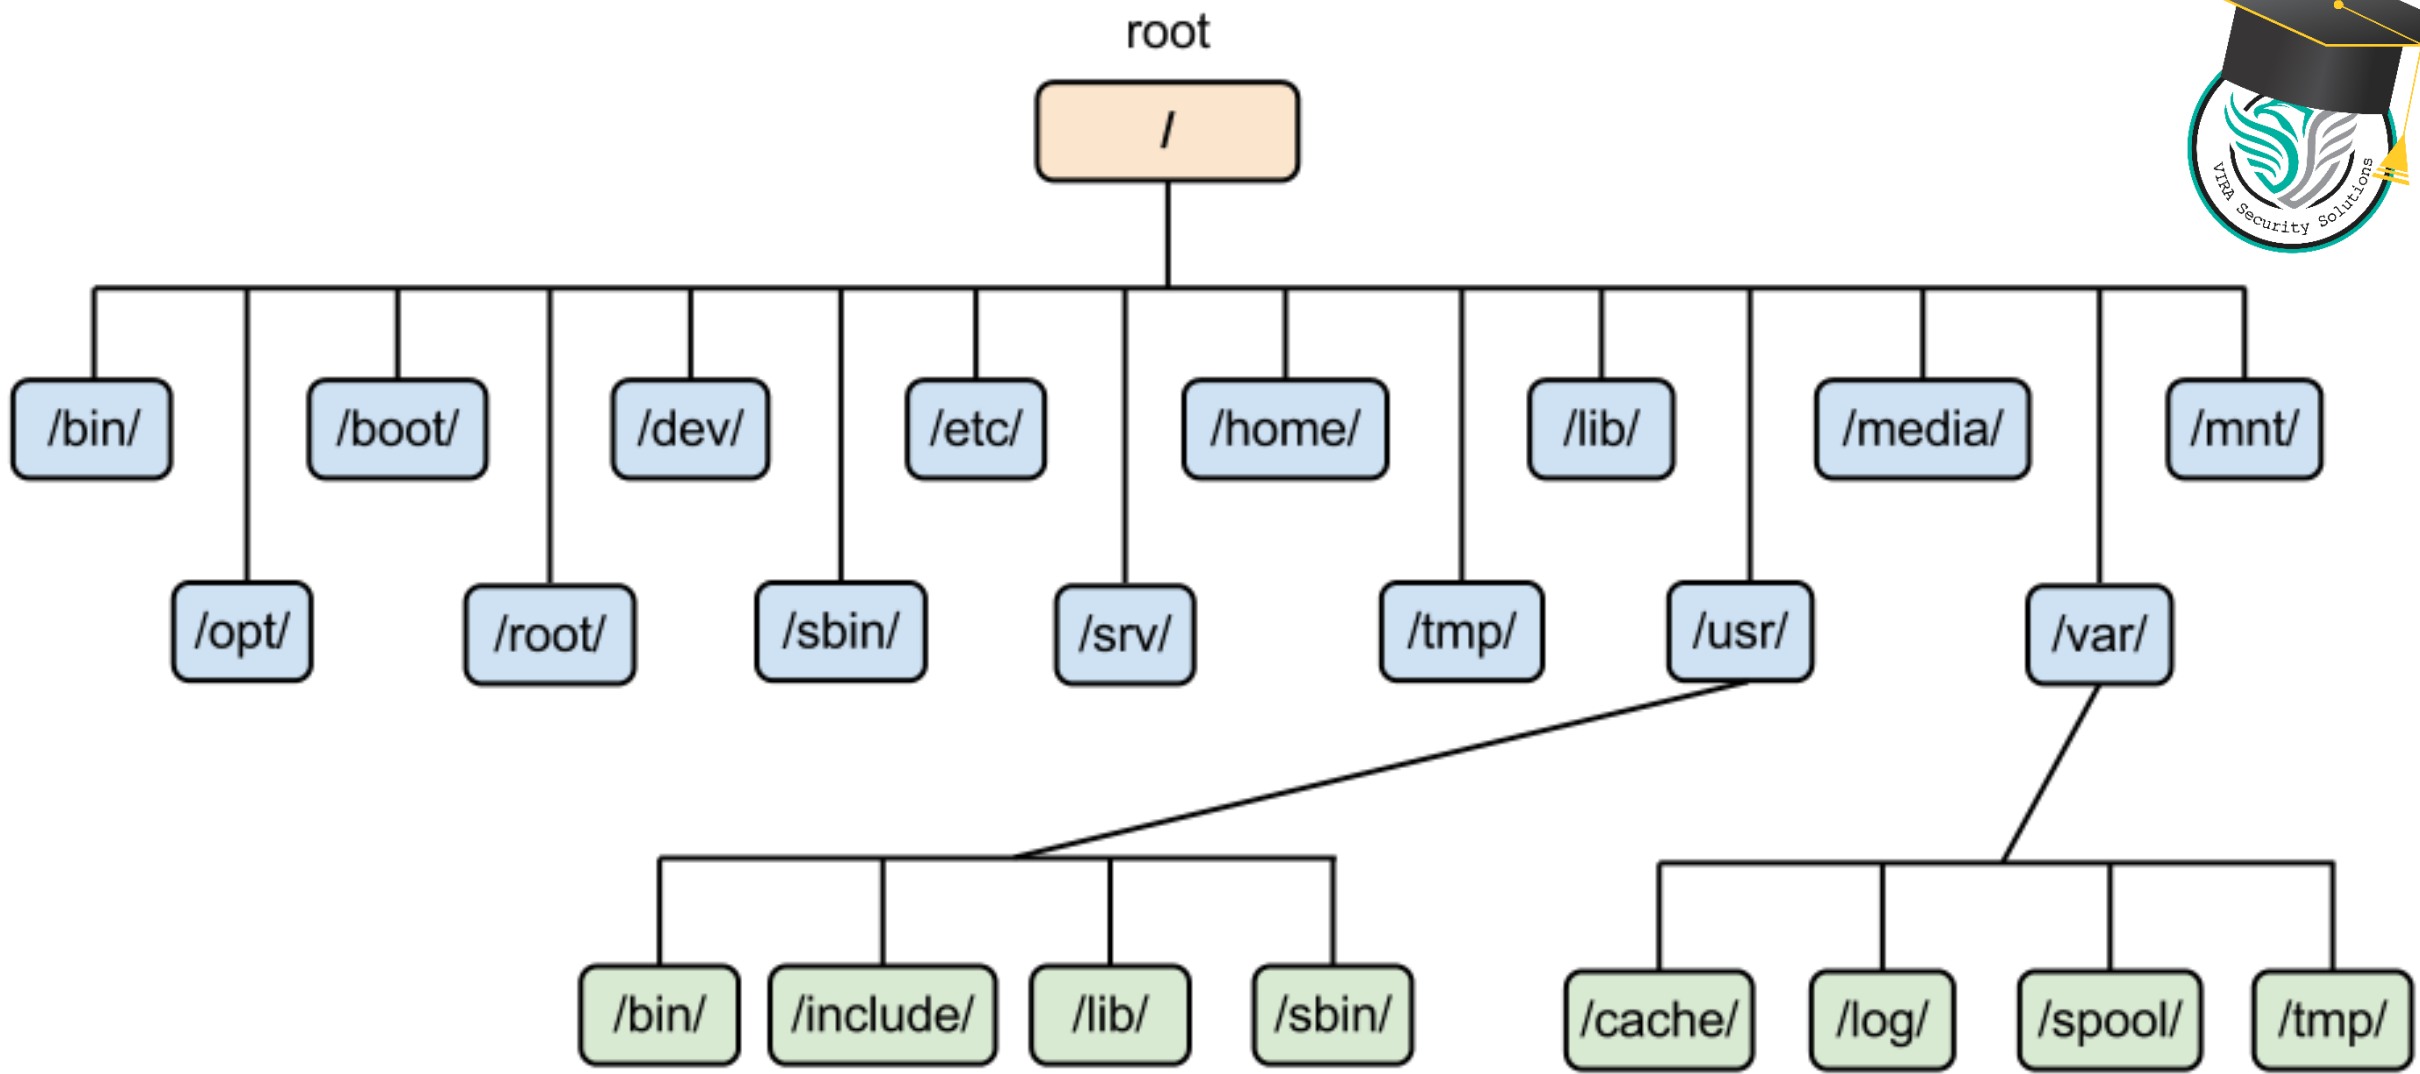 root
/
VIRA Security Solutions
/bin/
/boot/
/dev/
/etc/
/home/
/lib/
/media/
/mnt/
/opt/
/root/
/sbin/
/srv/
/tmp/
/usr/
/var/
/bin/
/include/
/lib/
/sbin/
/cache/
/log/
/spool/
/tmp/